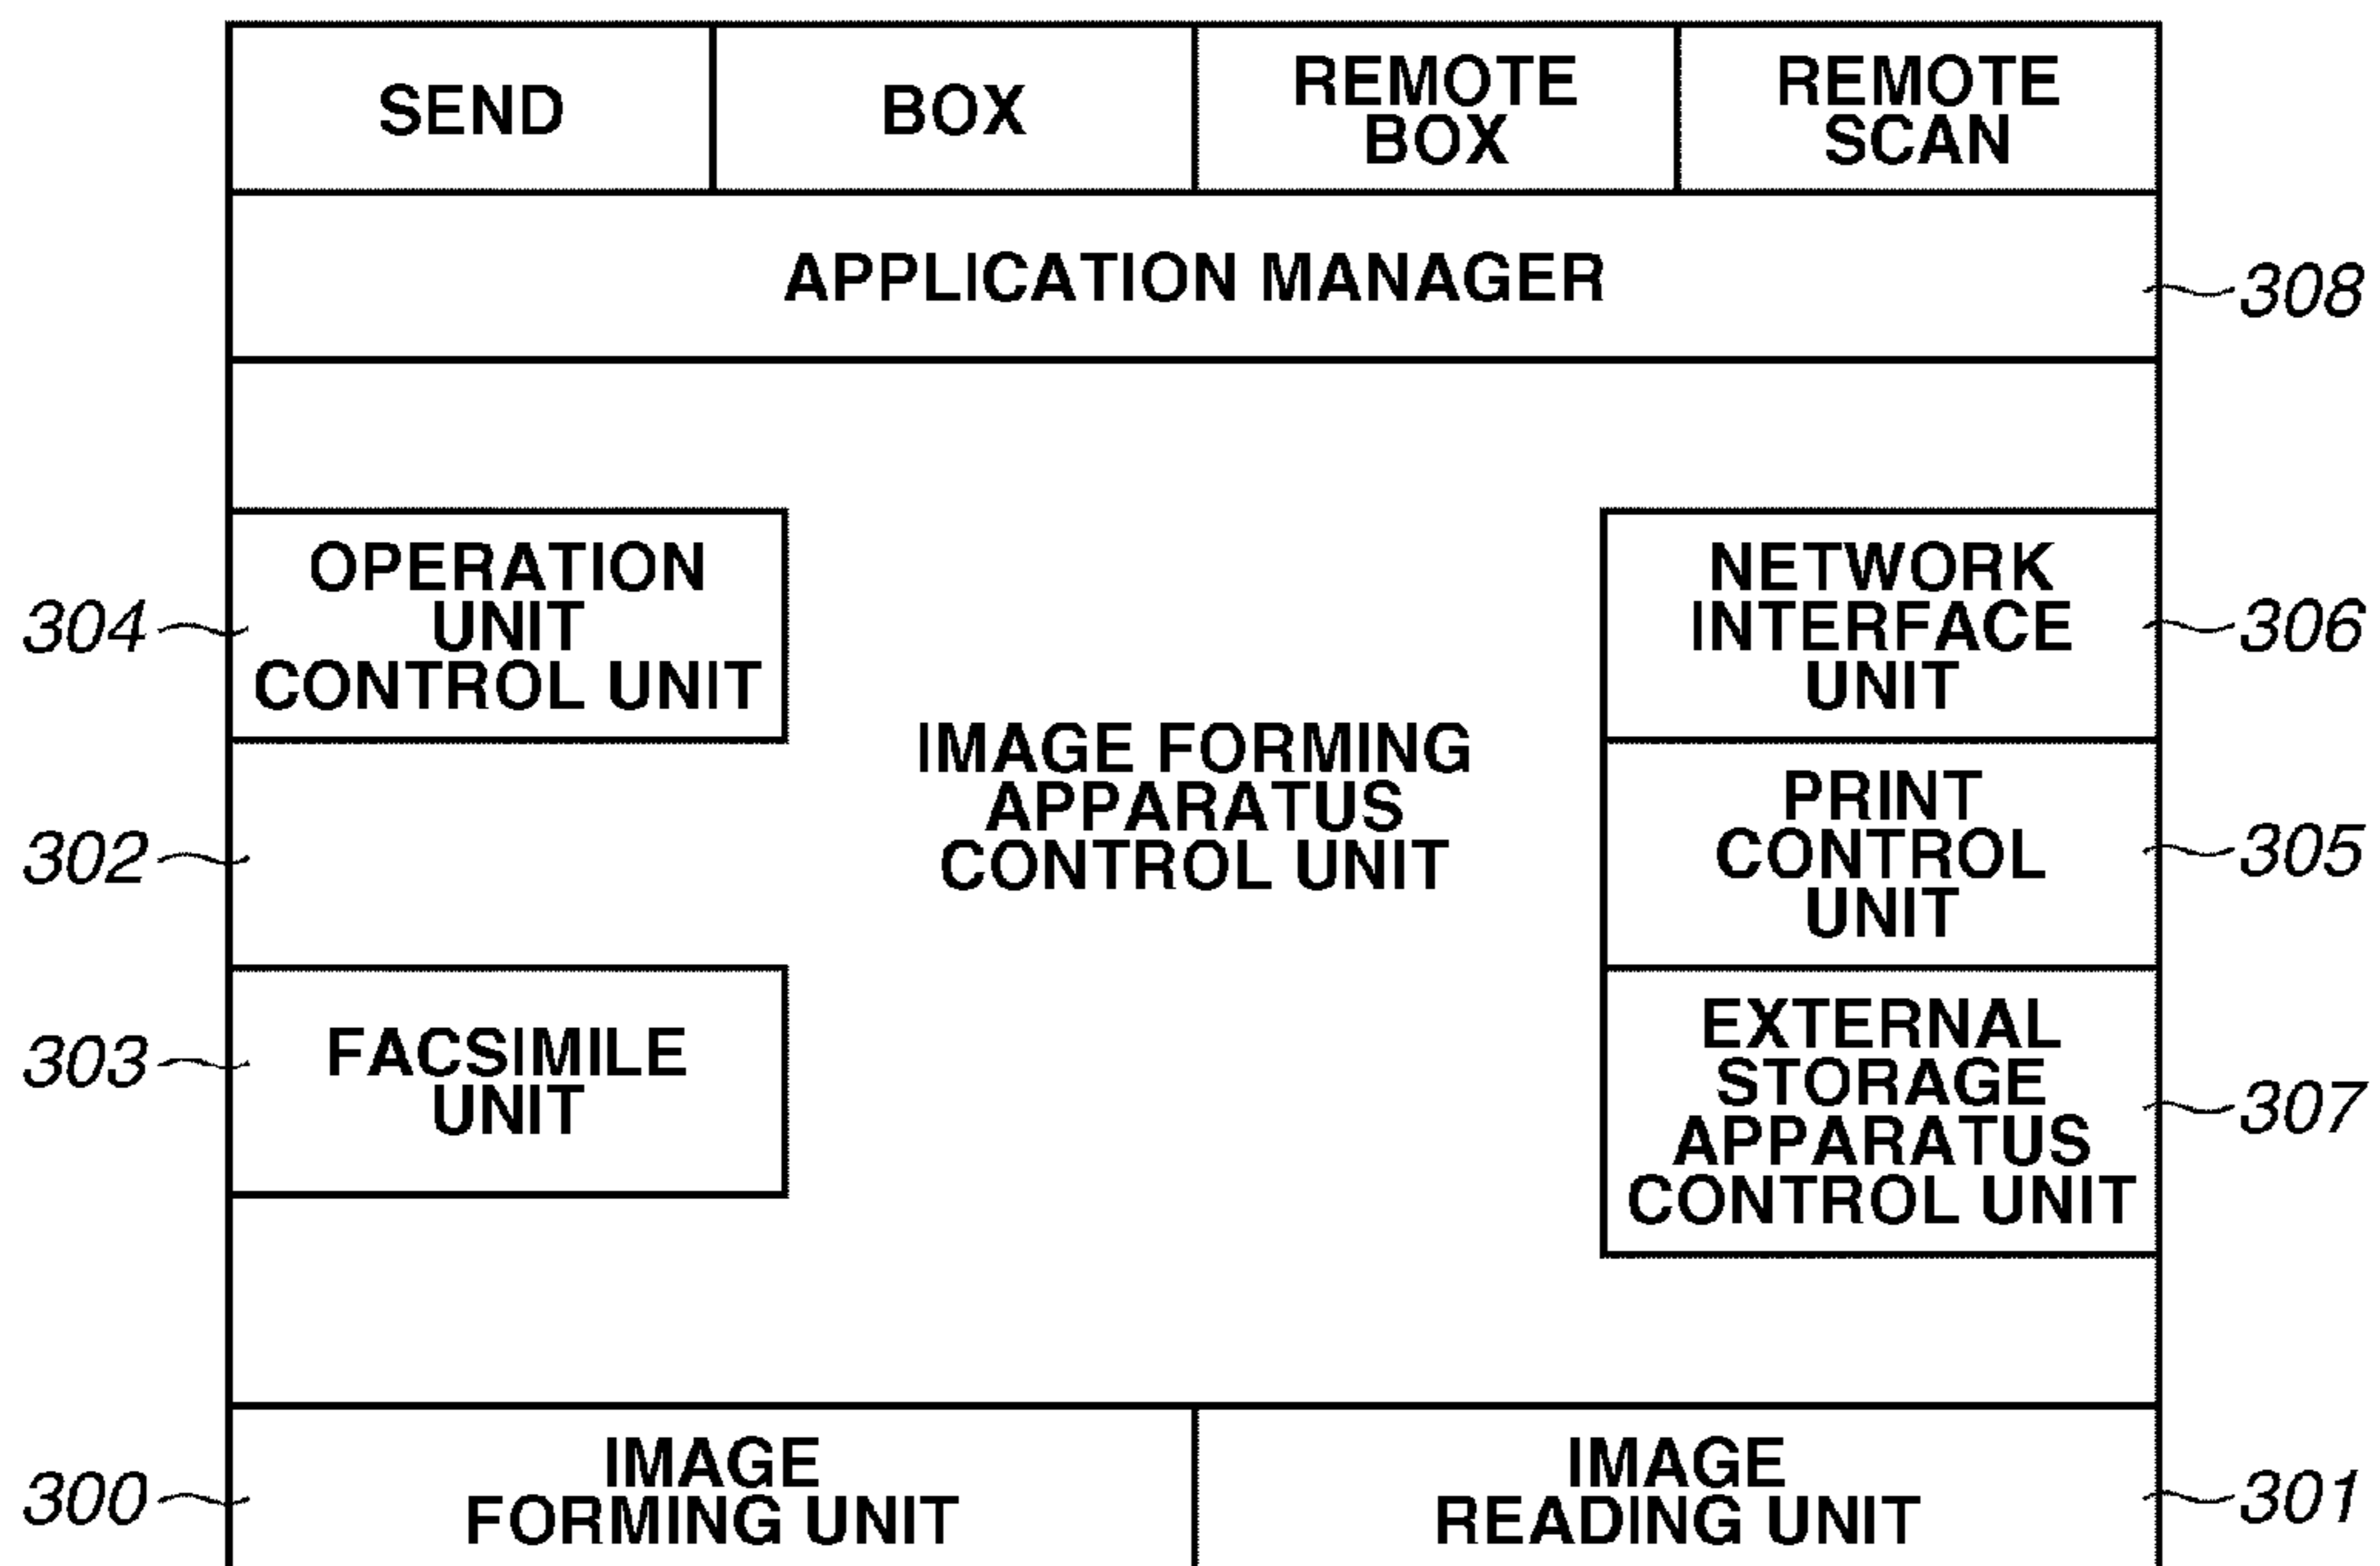 SEND
BOX
REMOTE
BOX
REMOTE
SCAN
APPLICATION MANAGER
308
OPERATION
UNIT
CONTROL UNIT
304
NETWORK
INTERFACE
UNIT
306
IMAGE FORMING
APPARATUS
CONTROL UNIT
302
PRINT
CONTROL
UNIT
305
FACSIMILE
UNIT
303
EXTERNAL
STORAGE
APPARATUS
CONTROL UNIT
307
IMAGE
FORMING UNIT
300
IMAGE
READING UNIT
301